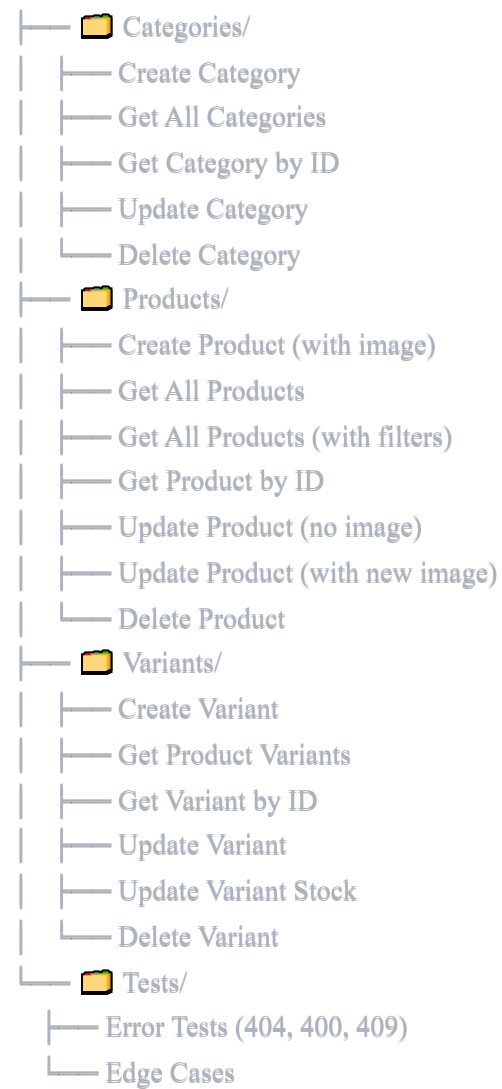 ├── 🗂️ Categories/
│   ├── Create Category
│   ├── Get All Categories
│   ├── Get Category by ID
│   ├── Update Category
│   └── Delete Category
├── 🗂️ Products/
│   ├── Create Product (with image)
│   ├── Get All Products
│   ├── Get All Products (with filters)
│   ├── Get Product by ID
│   ├── Update Product (no image)
│   ├── Update Product (with new image)
│   └── Delete Product
├── 🗂️ Variants/
│   ├── Create Variant
│   ├── Get Product Variants
│   ├── Get Variant by ID
│   ├── Update Variant
│   ├── Update Variant Stock
│   └── Delete Variant
└── 🗂️ Tests/
    ├── Error Tests (404, 400, 409)
    └── Edge Cases